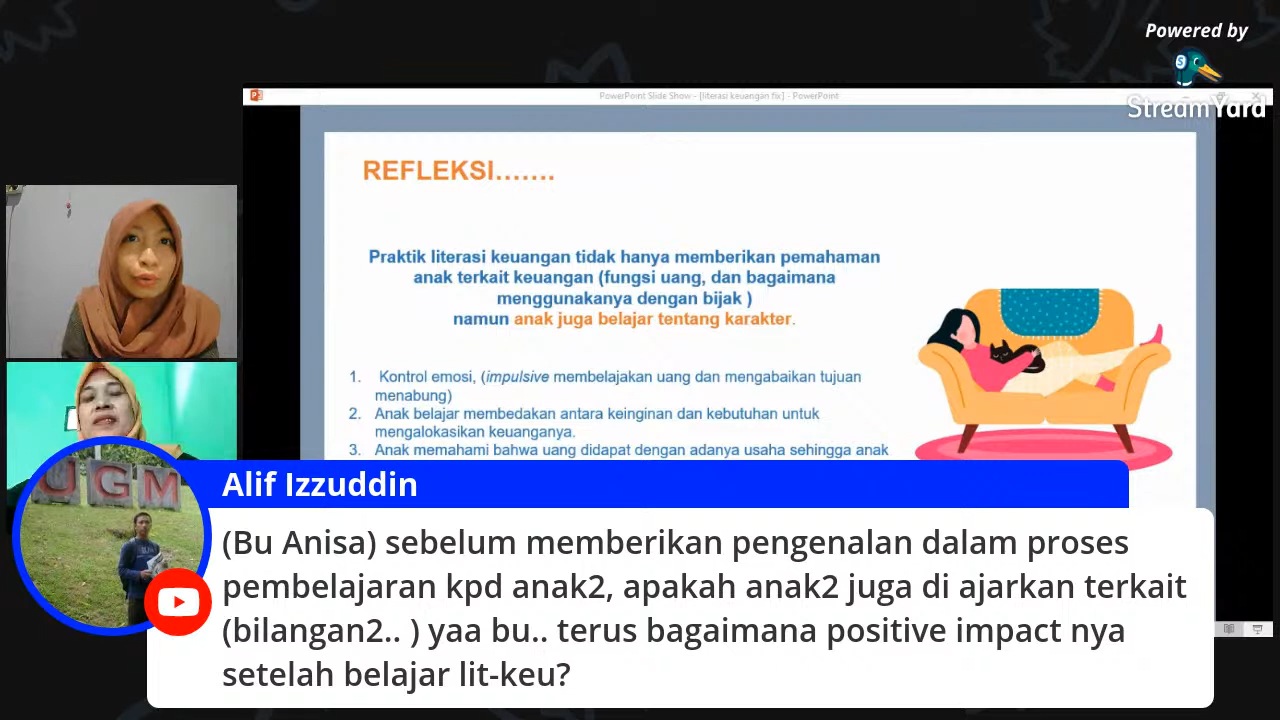 Powered by
StreamYard
PowerPoint Slide Show - [literasi keuangan fix] - PowerPoint
REFLEKSI.......
Praktik literasi keuangan tidak hanya memberikan pemahaman
anak terkait keuangan (fungsi uang, dan bagaimana
menggunakanya dengan bijak )
namun anak juga belajar tentang karakter.
1. Kontrol emosi, (impulsive membelajakan uang dan mengabaikan tujuan
menabung)
2. Anak belajar membedakan antara keinginan dan kebutuhan untuk
mengalokasikan keuanganya.
3. Anak memahami bahwa uang didapat dengan adanya usaha sehingga anak
UGM
Alif Izzuddin
(Bu Anisa) sebelum memberikan pengenalan dalam proses
pembelajaran kpd anak2, apakah anak2 juga di ajarkan terkait
(bilangan2.. ) yaa bu.. terus bagaimana positive impact nya
setelah belajar lit-keu?